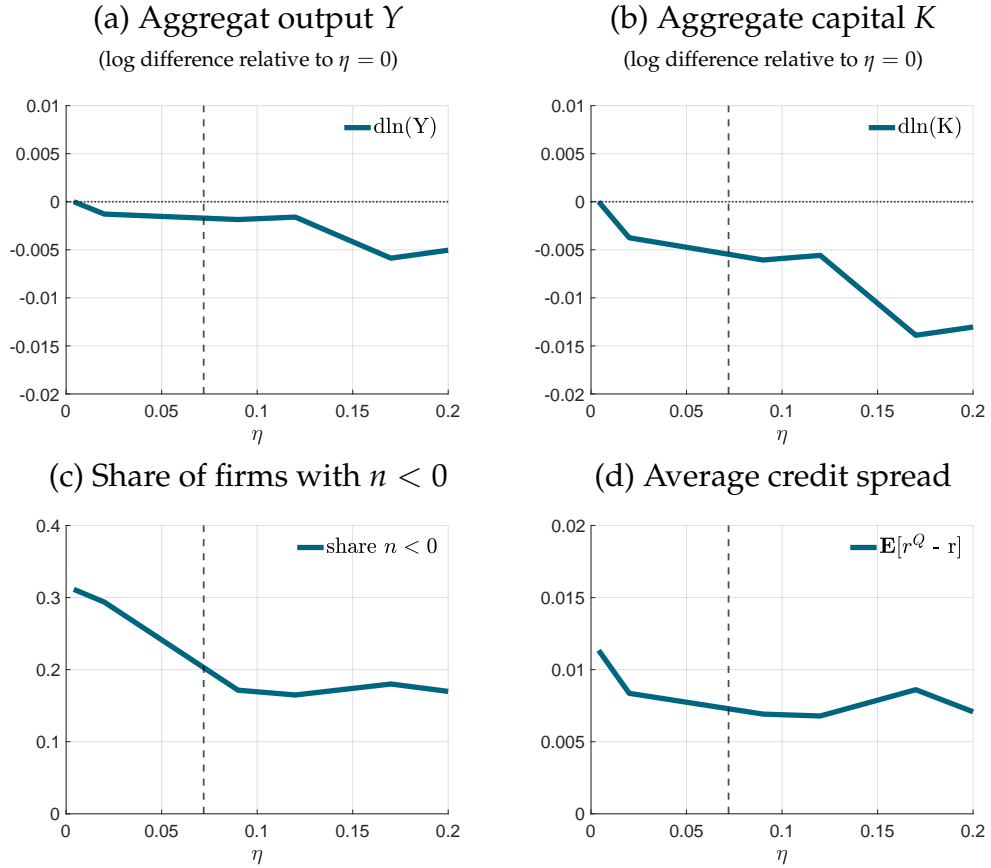 (a) Aggregat output Y
(log difference relative to η = 0)
dln(Y)
0.01
0.005
0
-0.005
-0.01
-0.015
-0.02
0 0.05 0.1 0.15 0.2
η
(b) Aggregate capital K
(log difference relative to η = 0)
dln(K)
0.01
0.005
0
-0.005
-0.01
-0.015
-0.02
0 0.05 0.1 0.15 0.2
η
(c) Share of firms with n < 0
share n < 0
0.4
0.3
0.2
0.1
0
0 0.05 0.1 0.15 0.2
η
(d) Average credit spread
E[r^Q - r]
0.02
0.015
0.01
0.005
0
0 0.05 0.1 0.15 0.2
η